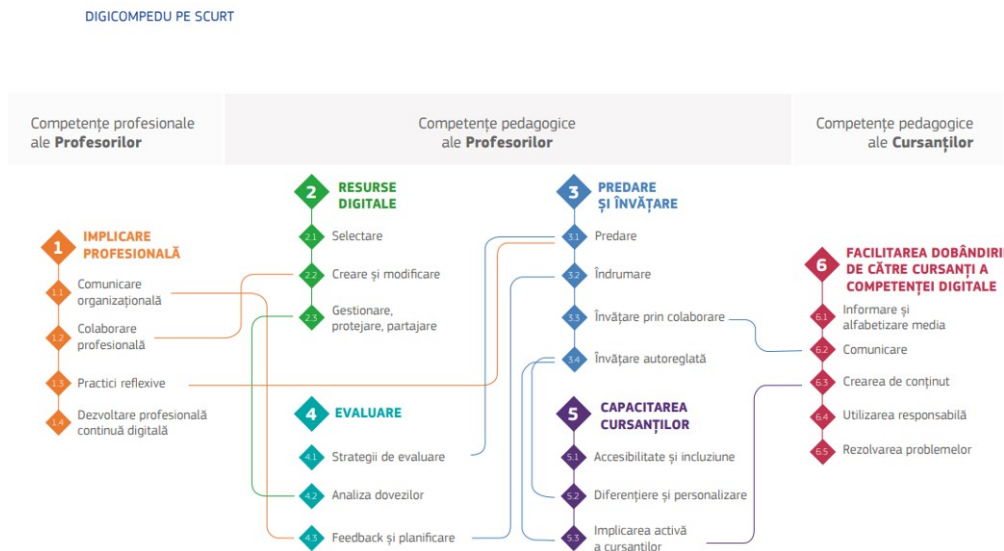 DIGICOMPEDU PE SCURT
Competențe profesionale
ale Profesorilor
Competențe pedagogice
ale Profesorilor
Competențe pedagogice
ale Cursanților
1
IMPLICARE
PROFESIONALĂ
1.1
Comunicare
organizațională
1.2
Colaborare
profesională
1.3
Practici reflexive
1.4
Dezvoltare profesională
continuă digitală
2
RESURSE
DIGITALE
2.1
Selectare
2.2
Creare și modificare
2.3
Gestionare,
protejare, partajare
3
PREDARE
ȘI ÎNVĂȚARE
3.1
Predare
3.2
Îndrumare
3.3
Învățare prin colaborare
3.4
Învățare autoreglată
4
EVALUARE
4.1
Strategii de evaluare
4.2
Analiza dovezilor
4.3
Feedback și planificare
5
CAPACITAREA
CURSANȚILOR
5.1
Accesibilitate și incluziune
5.2
Diferențiere și personalizare
5.3
Implicarea activă
a cursanților
6
FACILITAREA DOBÂNDIRII
DE CĂTRE CURSANȚI A
COMPETENȚEI DIGITALE
6.1
Informare și
alfabetizare media
6.2
Comunicare
6.3
Crearea de conținut
6.4
Utilizarea responsabilă
6.5
Rezolvarea problemelor